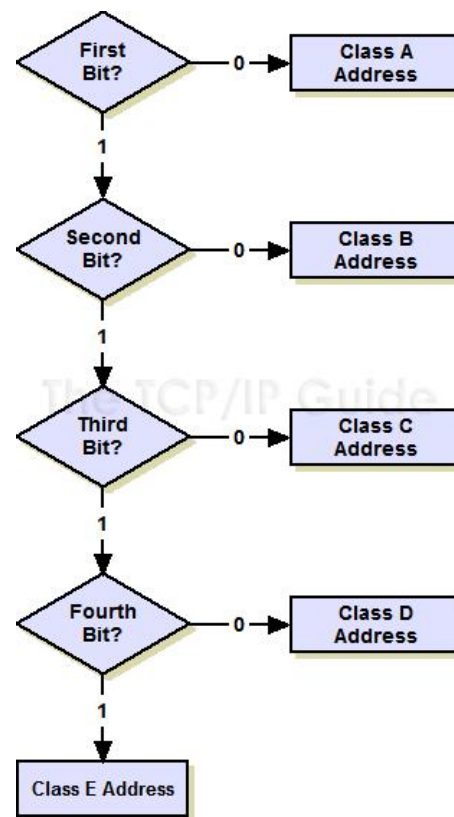 First
Bit?
0
Class A
Address
1
Second
Bit?
0
Class B
Address
1
The TCP/IP Guide
Third
Bit?
0
Class C
Address
1
Fourth
Bit?
0
Class D
Address
1
Class E Address